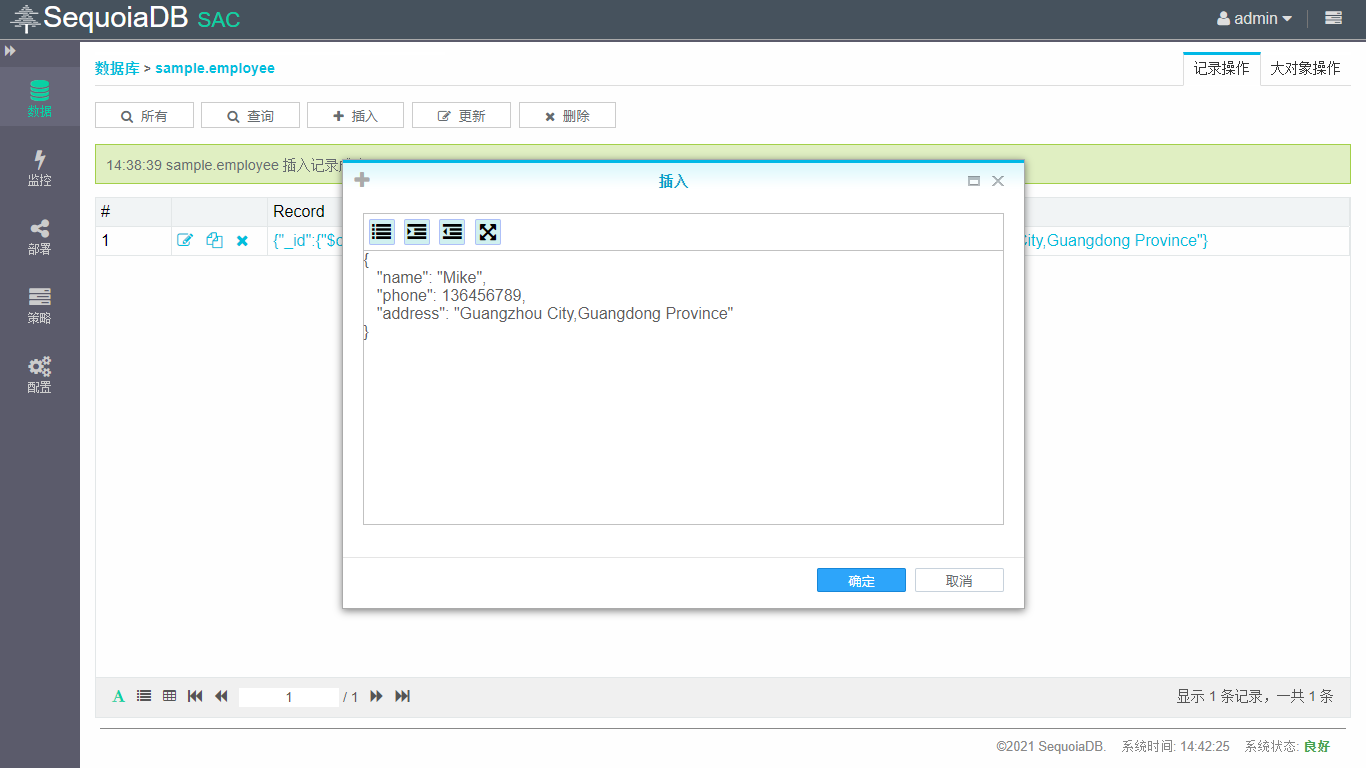 SequoiaDB SAC
admin
数据库 > sample.employee
记录操作
大对象操作
数据
监控
部署
策略
配置
所有
查询
插入
更新
删除
14:38:39 sample.employee 插入记录
# Record
1 {"_id":{"$ City,Guangdong Province"}
插入
{
"name": "Mike",
"phone": 136456789,
"address": "Guangzhou City,Guangdong Province"
}
确定
取消
A 1 / 1
显示 1 条记录，一共 1 条
©2021 SequoiaDB. 系统时间: 14:42:25 系统状态: 良好